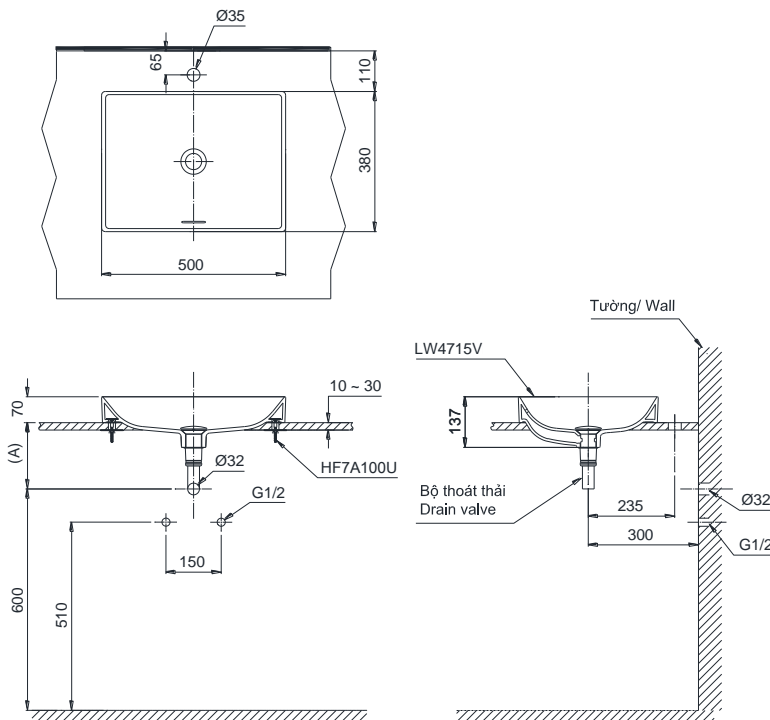 Ø35
65
110
380
500
Tường/ Wall
LW4715V
70
10 ~ 30
137
(A)
HF7A100U
Ø32
G1/2
Bộ thoát thải
Drain valve
235
Ø32
300
G1/2
150
600
510